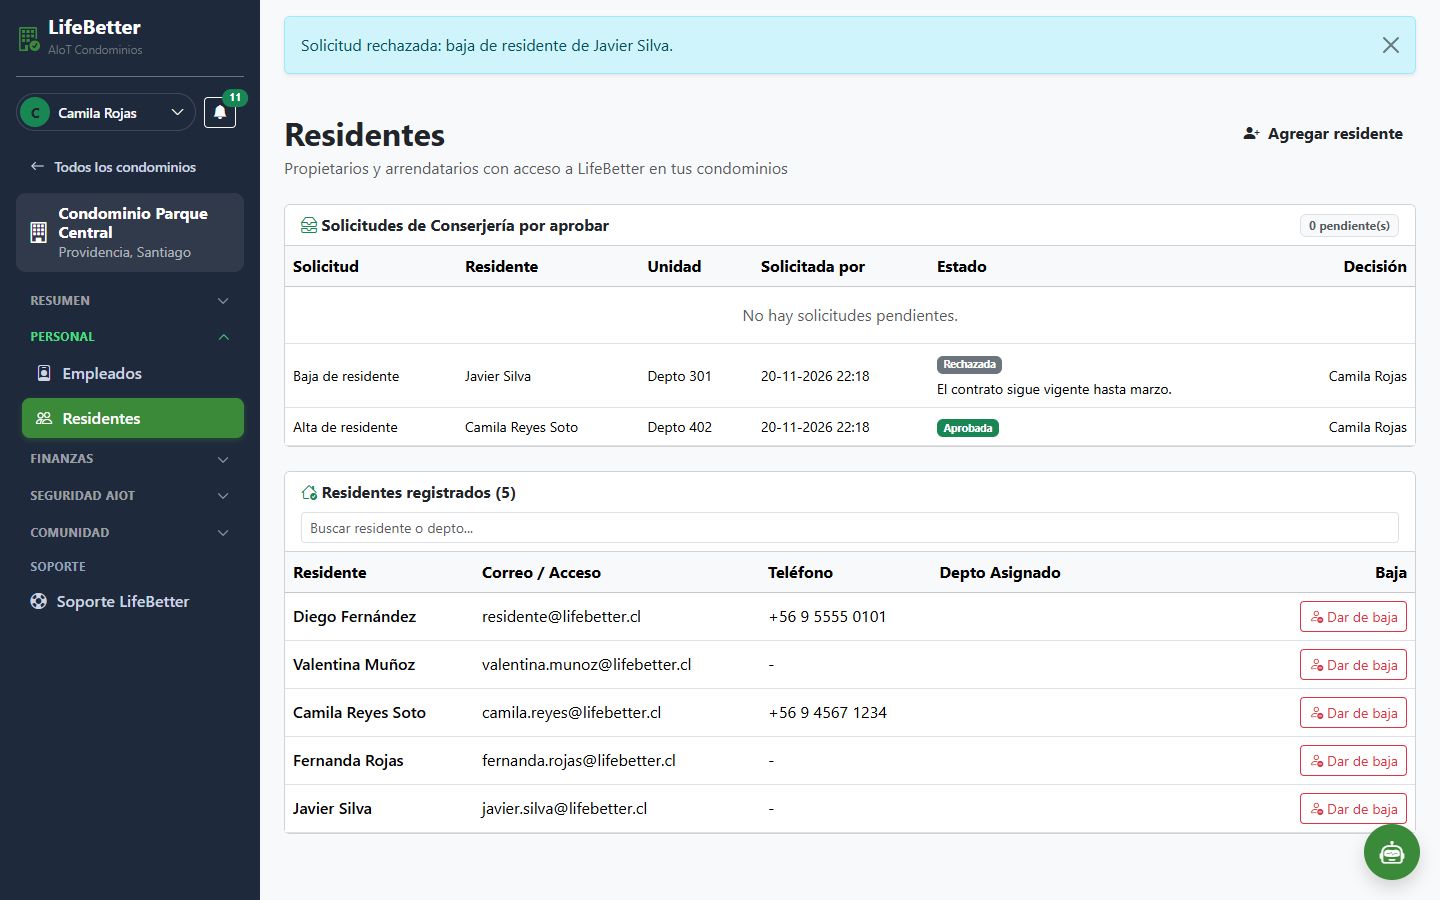 LifeBetter
AIoT Condominios
C
Camila Rojas
11
Todos los condominios
Condominio Parque
Central
Providencia, Santiago
RESUMEN
PERSONAL
Empleados
Residentes
FINANZAS
SEGURIDAD AIOT
COMUNIDAD
SOPORTE
Soporte LifeBetter
Solicitud rechazada: baja de residente de Javier Silva.
Residentes
Agregar residente
Propietarios y arrendatarios con acceso a LifeBetter en tus condominios
Solicitudes de Conserjería por aprobar
0 pendiente(s)
Solicitud Residente Unidad Solicitada por Estado Decisión
No hay solicitudes pendientes.
Baja de residente Javier Silva Depto 301 20-11-2026 22:18 Rechazada El contrato sigue vigente hasta marzo. Camila Rojas
Alta de residente Camila Reyes Soto Depto 402 20-11-2026 22:18 Aprobada Camila Rojas
Residentes registrados (5)
Buscar residente o depto...
Residente Correo / Acceso Teléfono Depto Asignado Baja
Diego Fernández residente@lifebetter.cl +56 9 5555 0101 Dar de baja
Valentina Muñoz valentina.munoz@lifebetter.cl - Dar de baja
Camila Reyes Soto camila.reyes@lifebetter.cl +56 9 4567 1234 Dar de baja
Fernanda Rojas fernanda.rojas@lifebetter.cl - Dar de baja
Javier Silva javier.silva@lifebetter.cl - Dar de baja